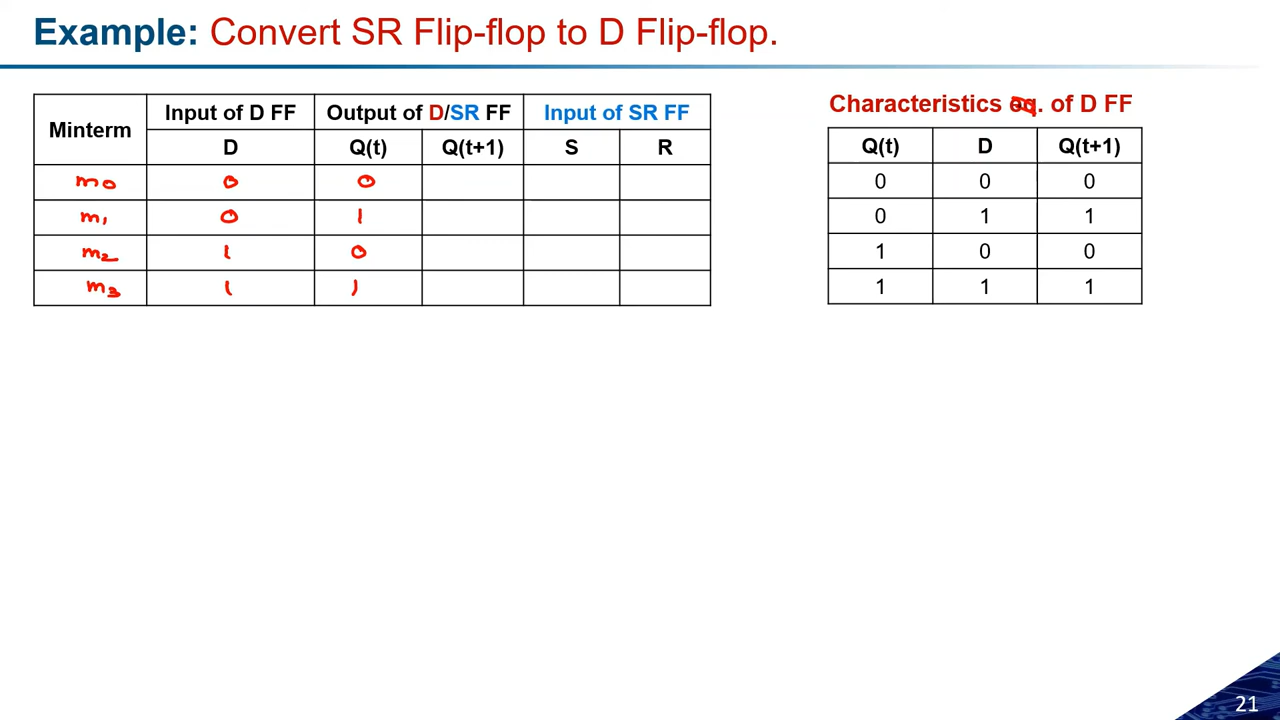 Example: Convert SR Flip-flop to D Flip-flop.
Minterm Input of D FF Output of D/SR FF Input of SR FF
D Q(t) Q(t+1) S R
m0 0 0
m1 0 1
m2 1 0
m3 1 1
Characteristics eq. of D FF
Q(t) D Q(t+1)
0 0 0
0 1 1
1 0 0
1 1 1
21